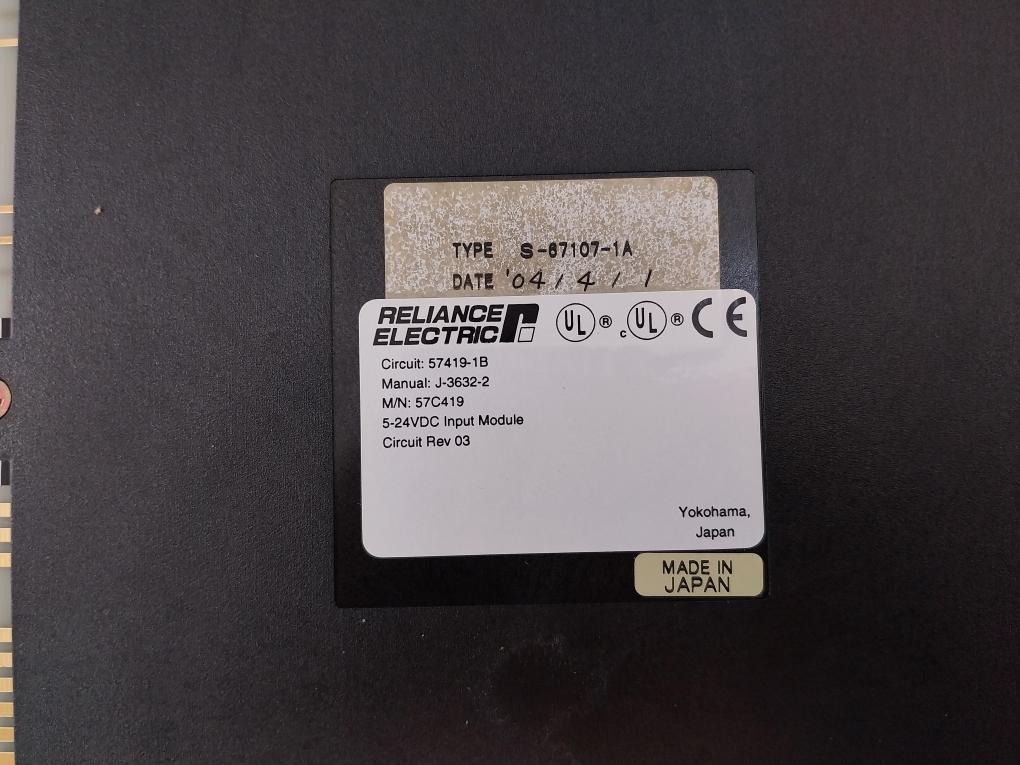 TYPE S-67107-1A
DATE '04/4/1
RELIANCE
ELECTRIC
UL ® c UL ® CE
Circuit: 57419-1B
Manual: J-3632-2
M/N: 57C419
5-24VDC Input Module
Circuit Rev 03
Yokohama,
Japan
MADE IN
JAPAN